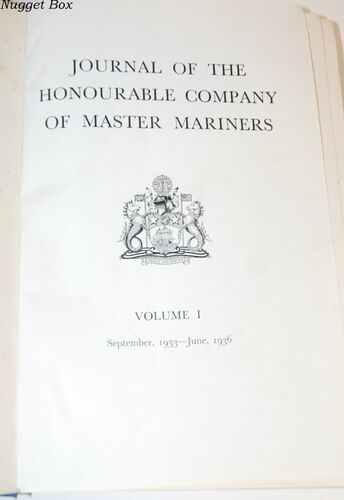 Nugget Box
JOURNAL OF THE
HONOURABLE COMPANY
OF MASTER MARINERS
VOLUME I
September, 1933—June, 1936